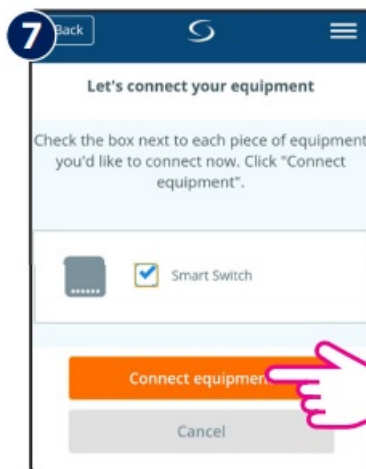 7
Back
Let's connect your equipment
Check the box next to each piece of equipment
you'd like to connect now. Click "Connect
equipment".
Smart Switch
Connect equipment
Cancel